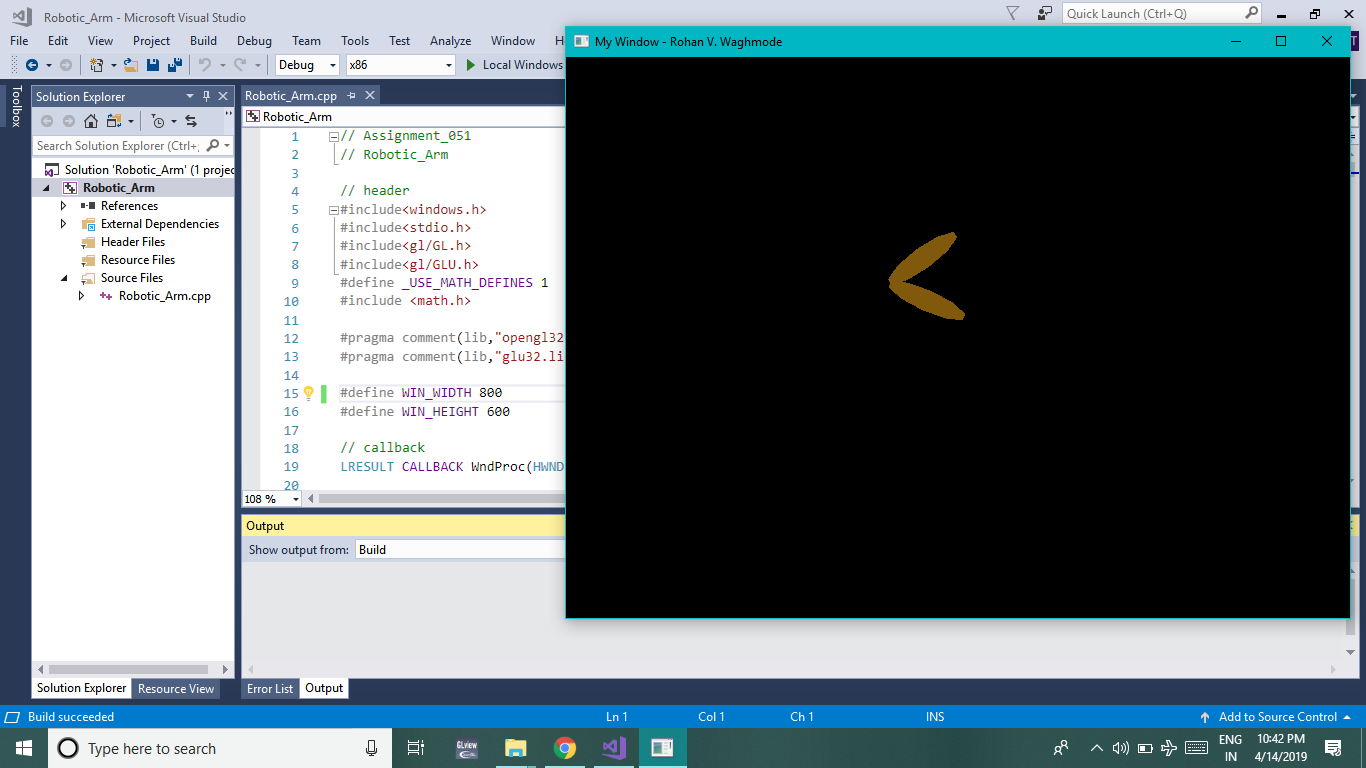 Robotic_Arm - Microsoft Visual Studio
Quick Launch (Ctrl+Q)
File Edit View Project Build Debug Team Tools Test Analyze Window
Debug x86 Local Windows
My Window - Rohan V. Waghmode
Toolbox
Solution Explorer
Search Solution Explorer (Ctrl+;
Solution 'Robotic_Arm' (1 projec
Robotic_Arm
References
External Dependencies
Header Files
Resource Files
Source Files
Robotic_Arm.cpp
Solution Explorer Resource View
Robotic_Arm.cpp
Robotic_Arm
1 // Assignment_051
2 // Robotic_Arm
3
4 // header
5 #include<windows.h>
6 #include<stdio.h>
7 #include<gl/GL.h>
8 #include<gl/GLU.h>
9 #define _USE_MATH_DEFINES 1
10 #include <math.h>
11
12 #pragma comment(lib,"opengl32
13 #pragma comment(lib,"glu32.li
14
15 #define WIN_WIDTH 800
16 #define WIN_HEIGHT 600
17
18 // callback
19 LRESULT CALLBACK WndProc(HWND
20
108 %
Output
Show output from: Build
Error List Output
Build succeeded Ln 1 Col 1 Ch 1 INS Add to Source Control
Type here to search
GLview
ENG
IN
10:42 PM
4/14/2019